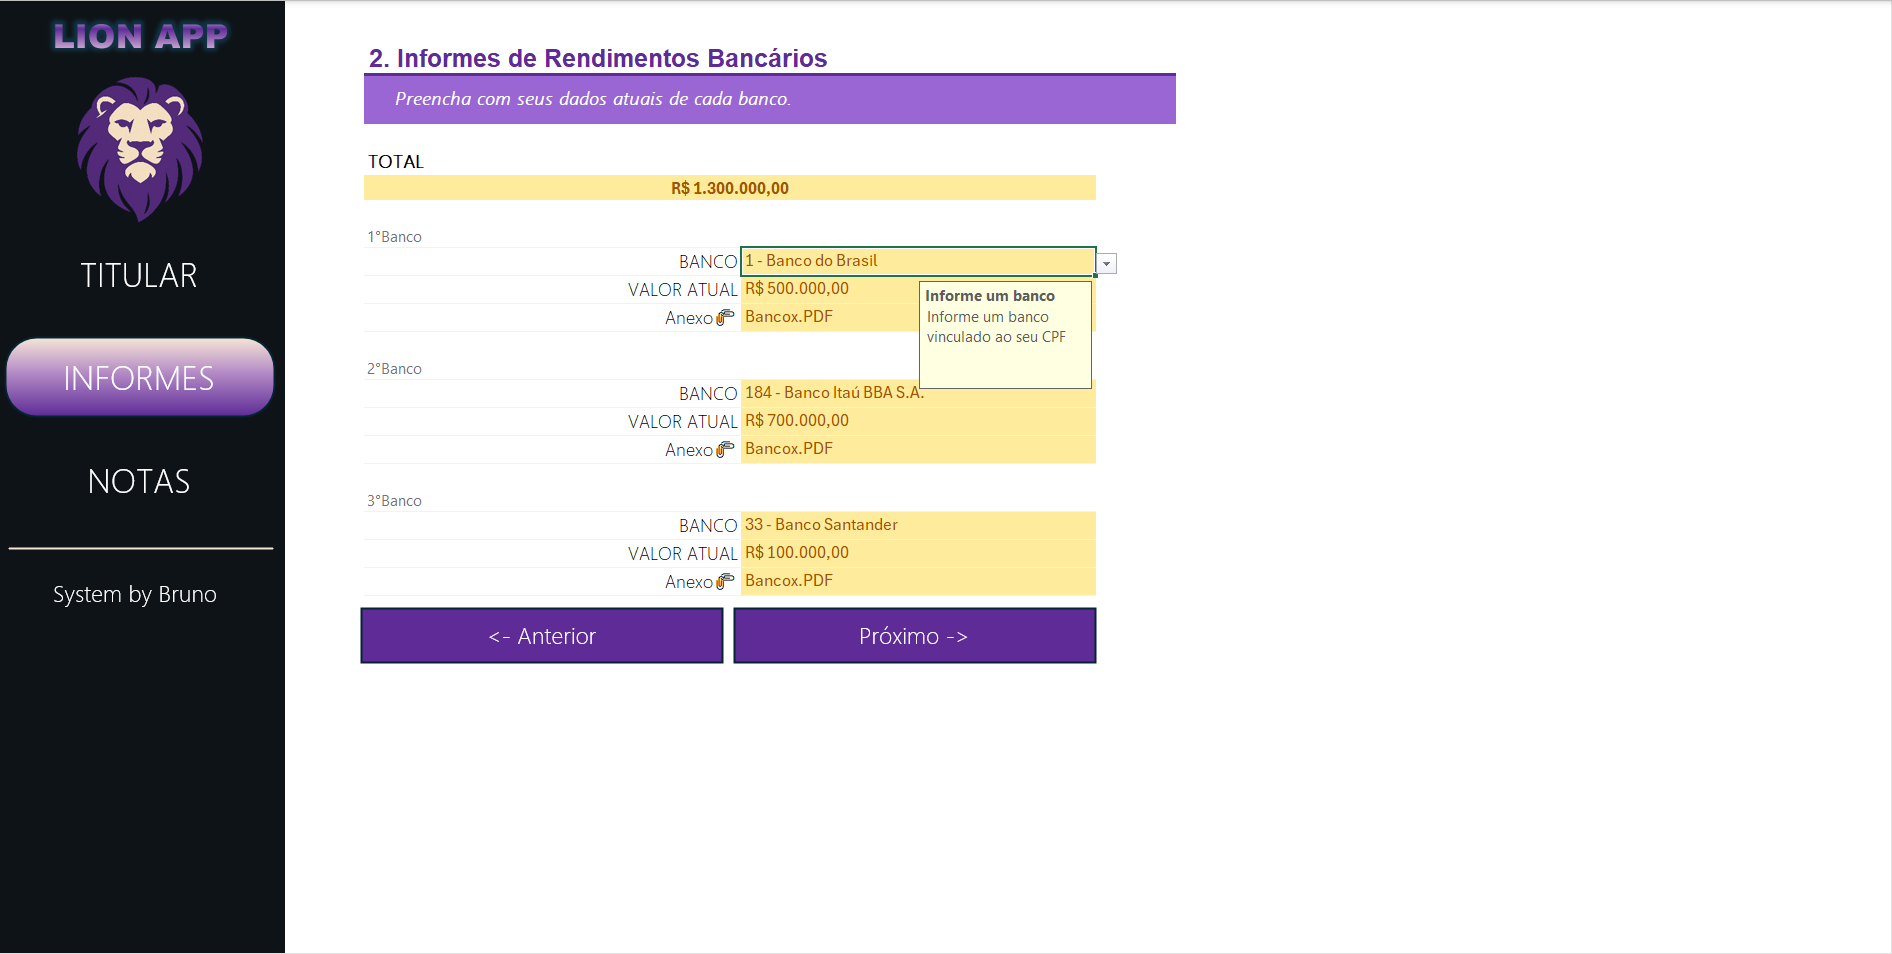 LION APP
TITULAR
INFORMES
NOTAS
System by Bruno
2. Informes de Rendimentos Bancários
Preencha com seus dados atuais de cada banco.
TOTAL
R$ 1.300.000,00
1°Banco
BANCO 1 - Banco do Brasil
VALOR ATUAL R$ 500.000,00
Anexo Bancox.PDF
Informe um banco
Informe um banco
vinculado ao seu CPF
2°Banco
BANCO 184 - Banco Itaú BBA S.A.
VALOR ATUAL R$ 700.000,00
Anexo Bancox.PDF
3°Banco
BANCO 33 - Banco Santander
VALOR ATUAL R$ 100.000,00
Anexo Bancox.PDF
<- Anterior
Próximo ->